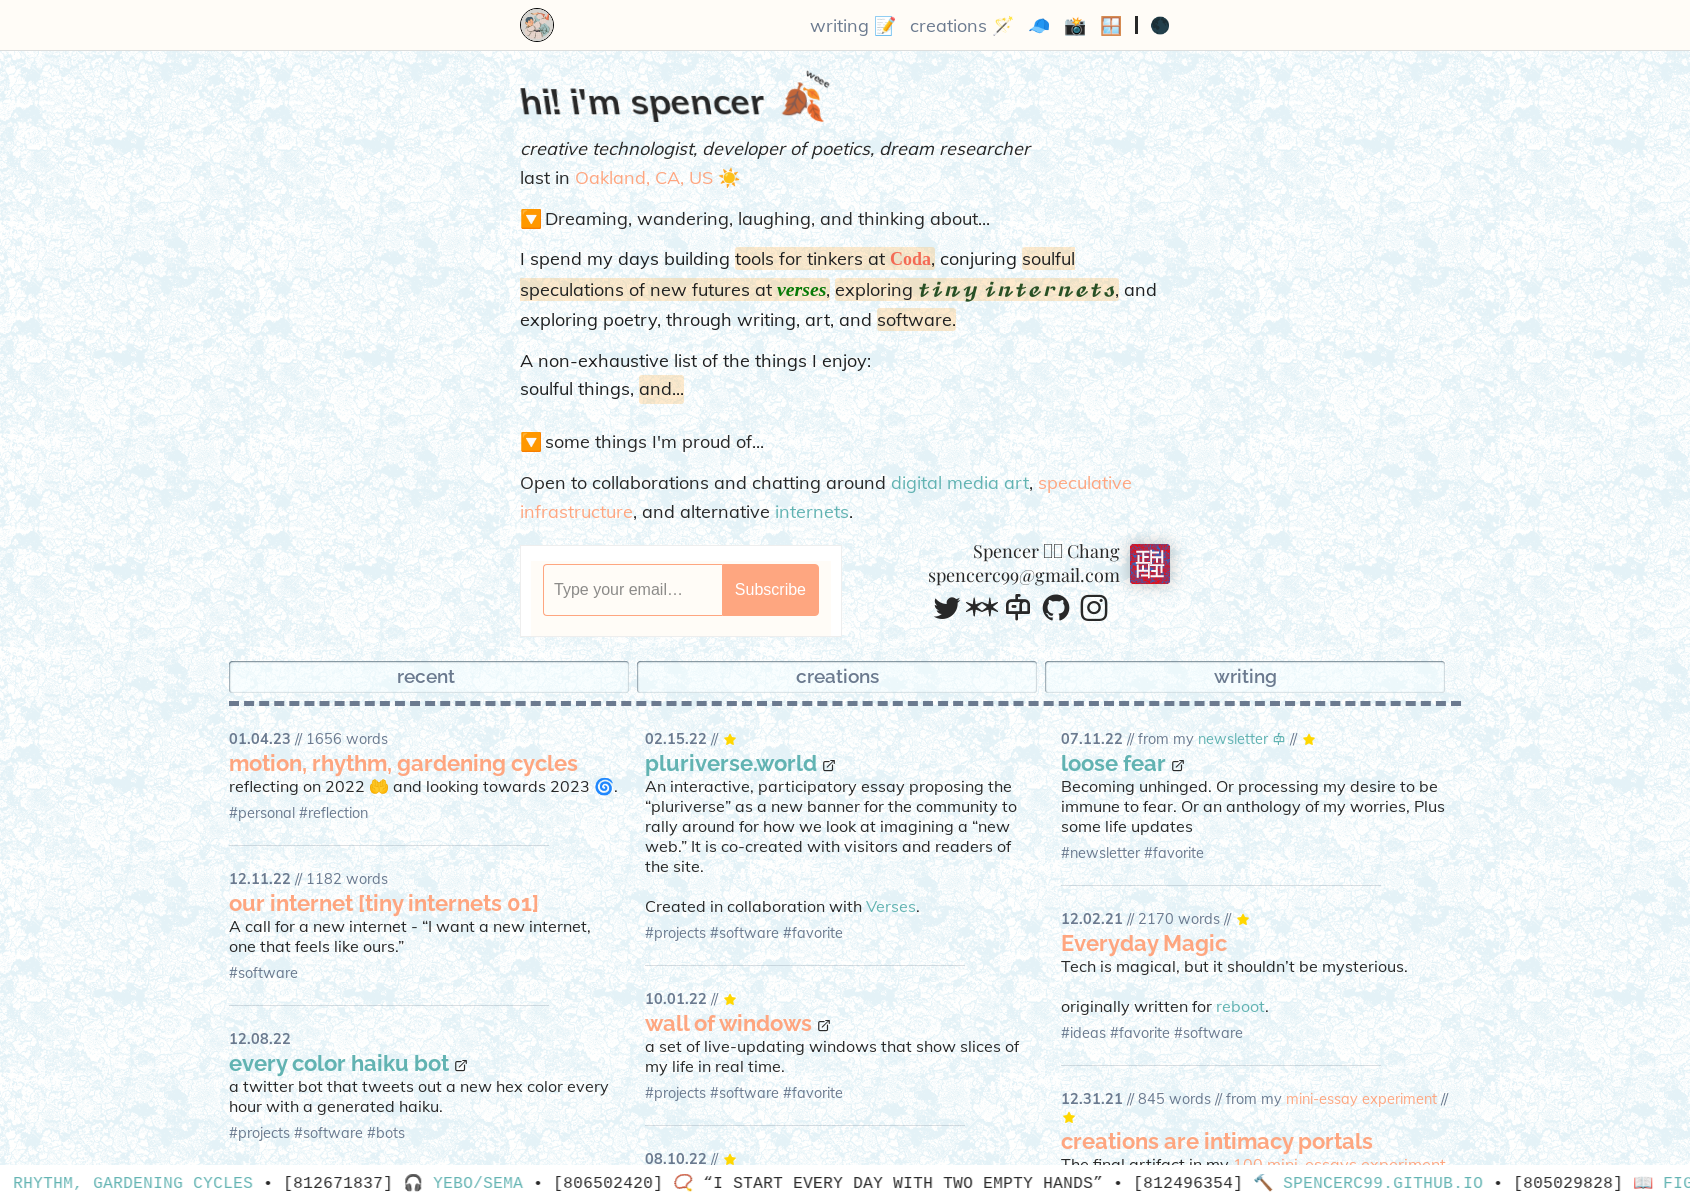 writing 📝 creations 🪄 🧢 📸 🪟 | 🌑
hi! i'm spencer 🍂
weee
creative technologist, developer of poetics, dream researcher
last in Oakland, CA, US ☀️
🔽 Dreaming, wandering, laughing, and thinking about...
I spend my days building tools for tinkers at Coda, conjuring soulful
speculations of new futures at verses, exploring tiny internets, and
exploring poetry, through writing, art, and software.
A non-exhaustive list of the things I enjoy:
soulful things, and...
🔽 some things I'm proud of...
Open to collaborations and chatting around digital media art, speculative
infrastructure, and alternative internets.
Type your email…
Subscribe
Spencer Chang
spencerc99@gmail.com
recent
creations
writing
01.04.23 // 1656 words
motion, rhythm, gardening cycles
reflecting on 2022 🤲 and looking towards 2023 🌀.
#personal #reflection
12.11.22 // 1182 words
our internet [tiny internets 01]
A call for a new internet - “I want a new internet,
one that feels like ours.”
#software
12.08.22
every color haiku bot
a twitter bot that tweets out a new hex color every
hour with a generated haiku.
#projects #software #bots
02.15.22 // ⭐
pluriverse.world
An interactive, participatory essay proposing the
“pluriverse” as a new banner for the community to
rally around for how we look at imagining a “new
web.” It is co-created with visitors and readers of
the site.
Created in collaboration with Verses.
#projects #software #favorite
10.01.22 // ⭐
wall of windows
a set of live-updating windows that show slices of
my life in real time.
#projects #software #favorite
08.10.22 // ⭐
07.11.22 // from my newsletter // ⭐
loose fear
Becoming unhinged. Or processing my desire to be
immune to fear. Or an anthology of my worries, Plus
some life updates
#newsletter #favorite
12.02.21 // 2170 words // ⭐
Everyday Magic
Tech is magical, but it shouldn’t be mysterious.
originally written for reboot.
#ideas #favorite #software
12.31.21 // 845 words // from my mini-essay experiment //
⭐
creations are intimacy portals
The final artifact in my 100 mini-essays experiment
RHYTHM, GARDENING CYCLES • [812671837] 🎧 YEBO/SEMA • [806502420] 📿 “I START EVERY DAY WITH TWO EMPTY HANDS” • [812496354] 🔨 SPENCERC99.GITHUB.IO • [805029828] 📖 FIG